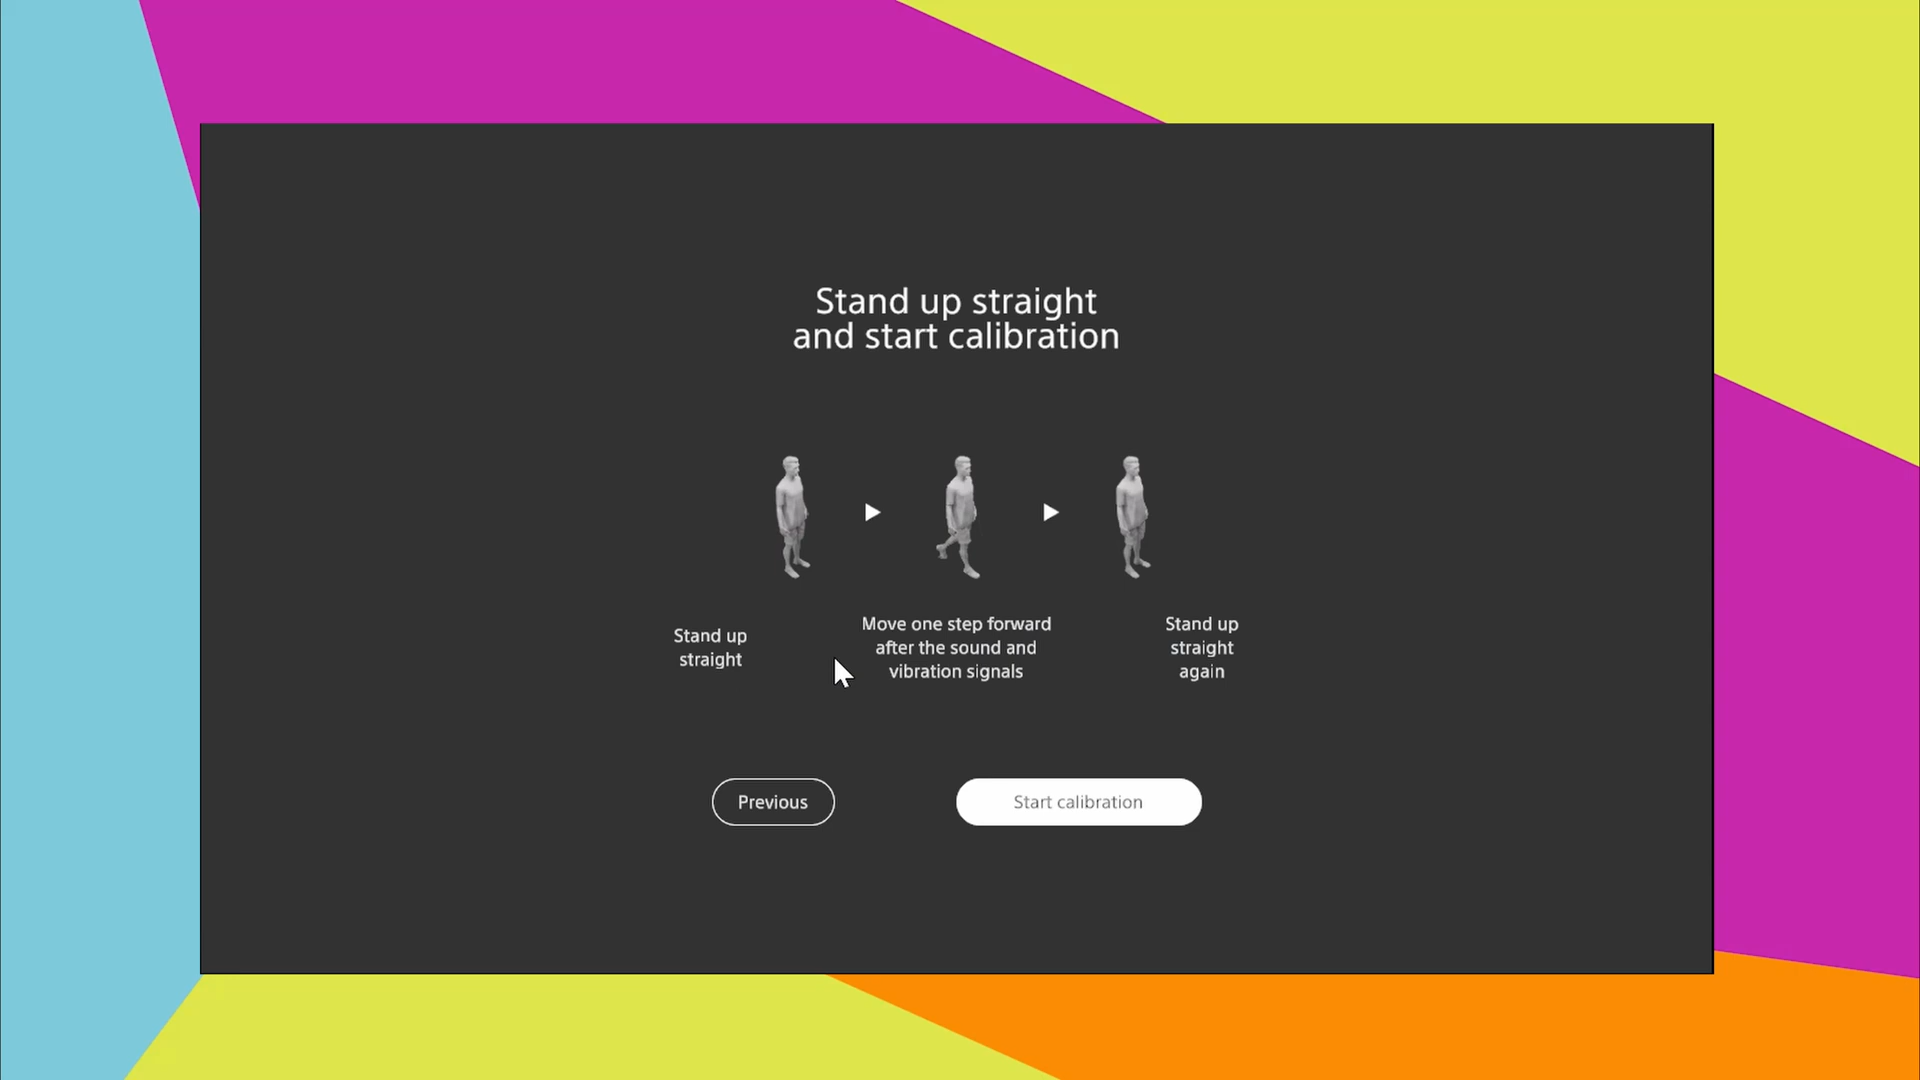 Stand up straight
and start calibration
Stand up
straight
Move one step forward
after the sound and
vibration signals
Stand up
straight
again
Previous
Start calibration